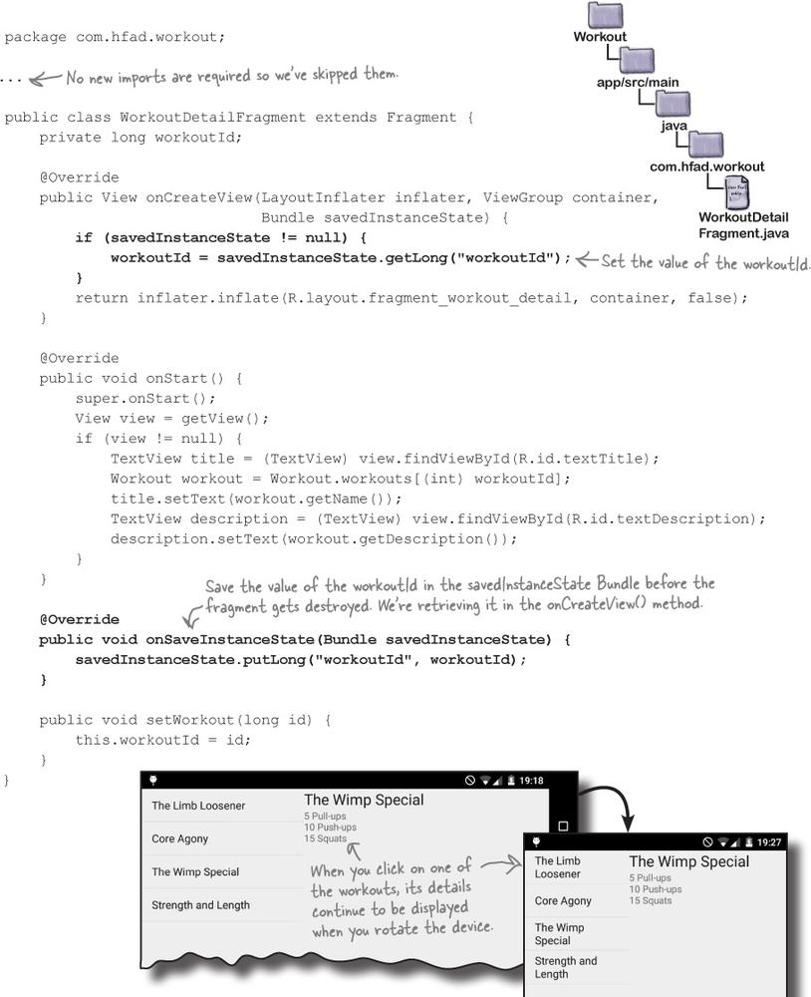 package com.hfad.workout;
Workout
app/src/main
java
com.hfad.workout
WorkoutDetail
Fragment.java
... No new imports are required so we've skipped them.
public class WorkoutDetailFragment extends Fragment {
    private long workoutId;
    @Override
    public View onCreateView(LayoutInflater inflater, ViewGroup container,
                             Bundle savedInstanceState) {
        if (savedInstanceState != null) {
            workoutId = savedInstanceState.getLong("workoutId"); Set the value of the workoutId.
        }
        return inflater.inflate(R.layout.fragment_workout_detail, container, false);
    }
    @Override
    public void onStart() {
        super.onStart();
        View view = getView();
        if (view != null) {
            TextView title = (TextView) view.findViewById(R.id.textTitle);
            Workout workout = Workout.workouts[(int) workoutId];
            title.setText(workout.getName());
            TextView description = (TextView) view.findViewById(R.id.textDescription);
            description.setText(workout.getDescription());
        }
    }
Save the value of the workoutId in the savedInstanceState Bundle before the
fragment gets destroyed. We're retrieving it in the onCreateView() method.
    @Override
    public void onSaveInstanceState(Bundle savedInstanceState) {
        savedInstanceState.putLong("workoutId", workoutId);
    }
    public void setWorkout(long id) {
        this.workoutId = id;
    }
}
19:18
The Limb Loosener
Core Agony
The Wimp Special
Strength and Length
The Wimp Special
5 Pull-ups
10 Push-ups
15 Squats
When you click on one of
the workouts, its details
continue to be displayed
when you rotate the device.
19:27
The Limb
Loosener
Core Agony
The Wimp
Special
Strength and
Length
The Wimp Special
5 Pull-ups
10 Push-ups
15 Squats